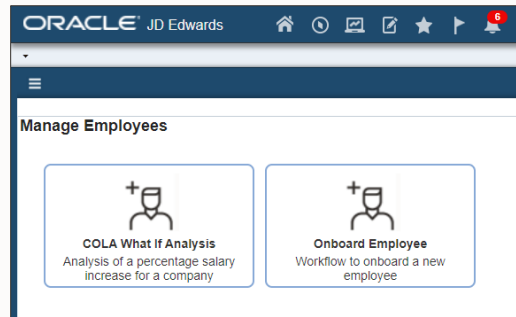 ORACLE JD Edwards
6
Manage Employees
COLA What If Analysis
Analysis of a percentage salary
increase for a company
Onboard Employee
Workflow to onboard a new
employee